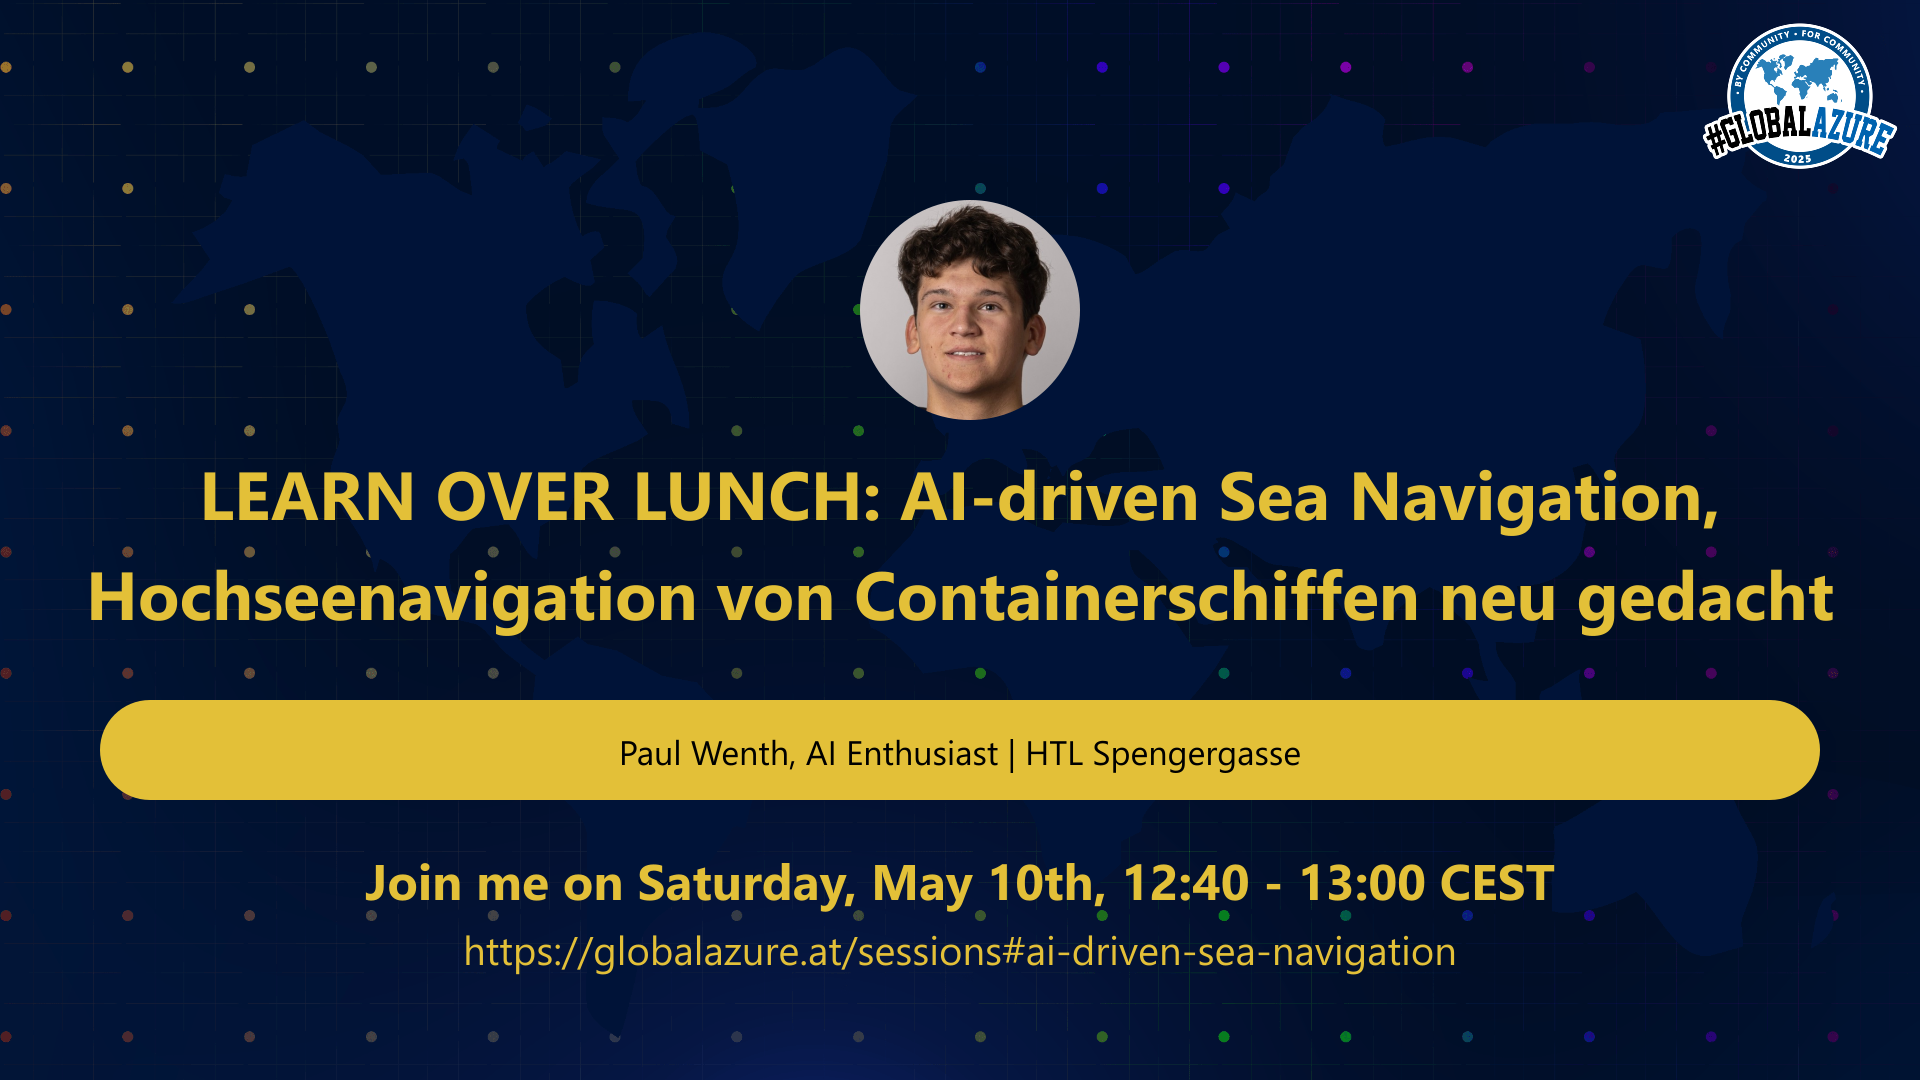 • BY COMMUNITY • FOR COMMUNITY •
#GLOBALAZURE
2025
LEARN OVER LUNCH: AI-driven Sea Navigation,
Hochseenavigation von Containerschiffen neu gedacht
Paul Wenth, AI Enthusiast | HTL Spengergasse
Join me on Saturday, May 10th, 12:40 - 13:00 CEST
https://globalazure.at/sessions#ai-driven-sea-navigation